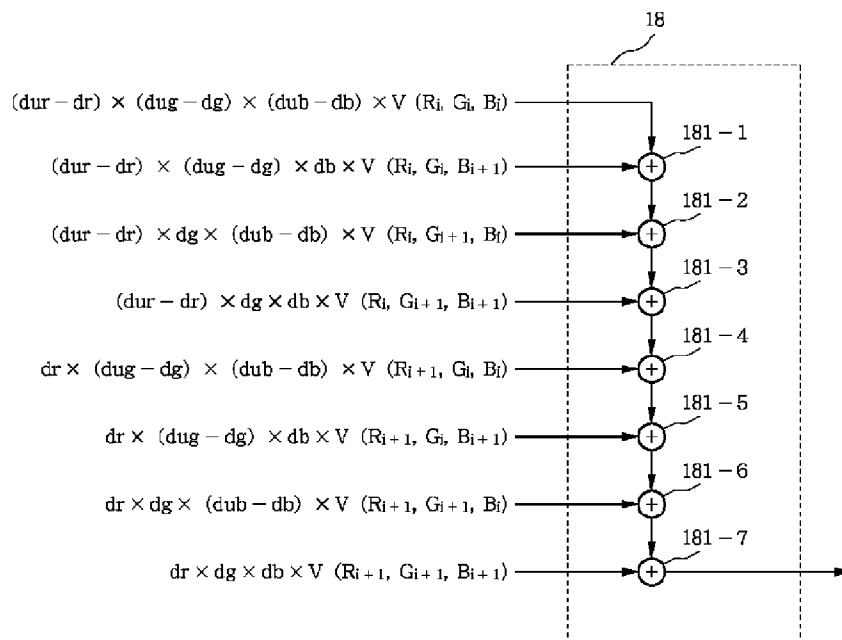 18
(dur − dr) × (dug − dg) × (dub − db) × V (Ri, Gi, Bi)
181 − 1
(dur − dr) × (dug − dg) × db × V (Ri, Gi, Bi + 1)
181 − 2
(dur − dr) × dg × (dub − db) × V (Ri, Gi + 1, Bi)
181 − 3
(dur − dr) × dg × db × V (Ri, Gi + 1, Bi + 1)
181 − 4
dr × (dug − dg) × (dub − db) × V (Ri + 1, Gi, Bi)
181 − 5
dr × (dug − dg) × db × V (Ri + 1, Gi, Bi + 1)
181 − 6
dr × dg × (dub − db) × V (Ri + 1, Gi + 1, Bi)
181 − 7
dr × dg × db × V (Ri + 1, Gi + 1, Bi + 1)